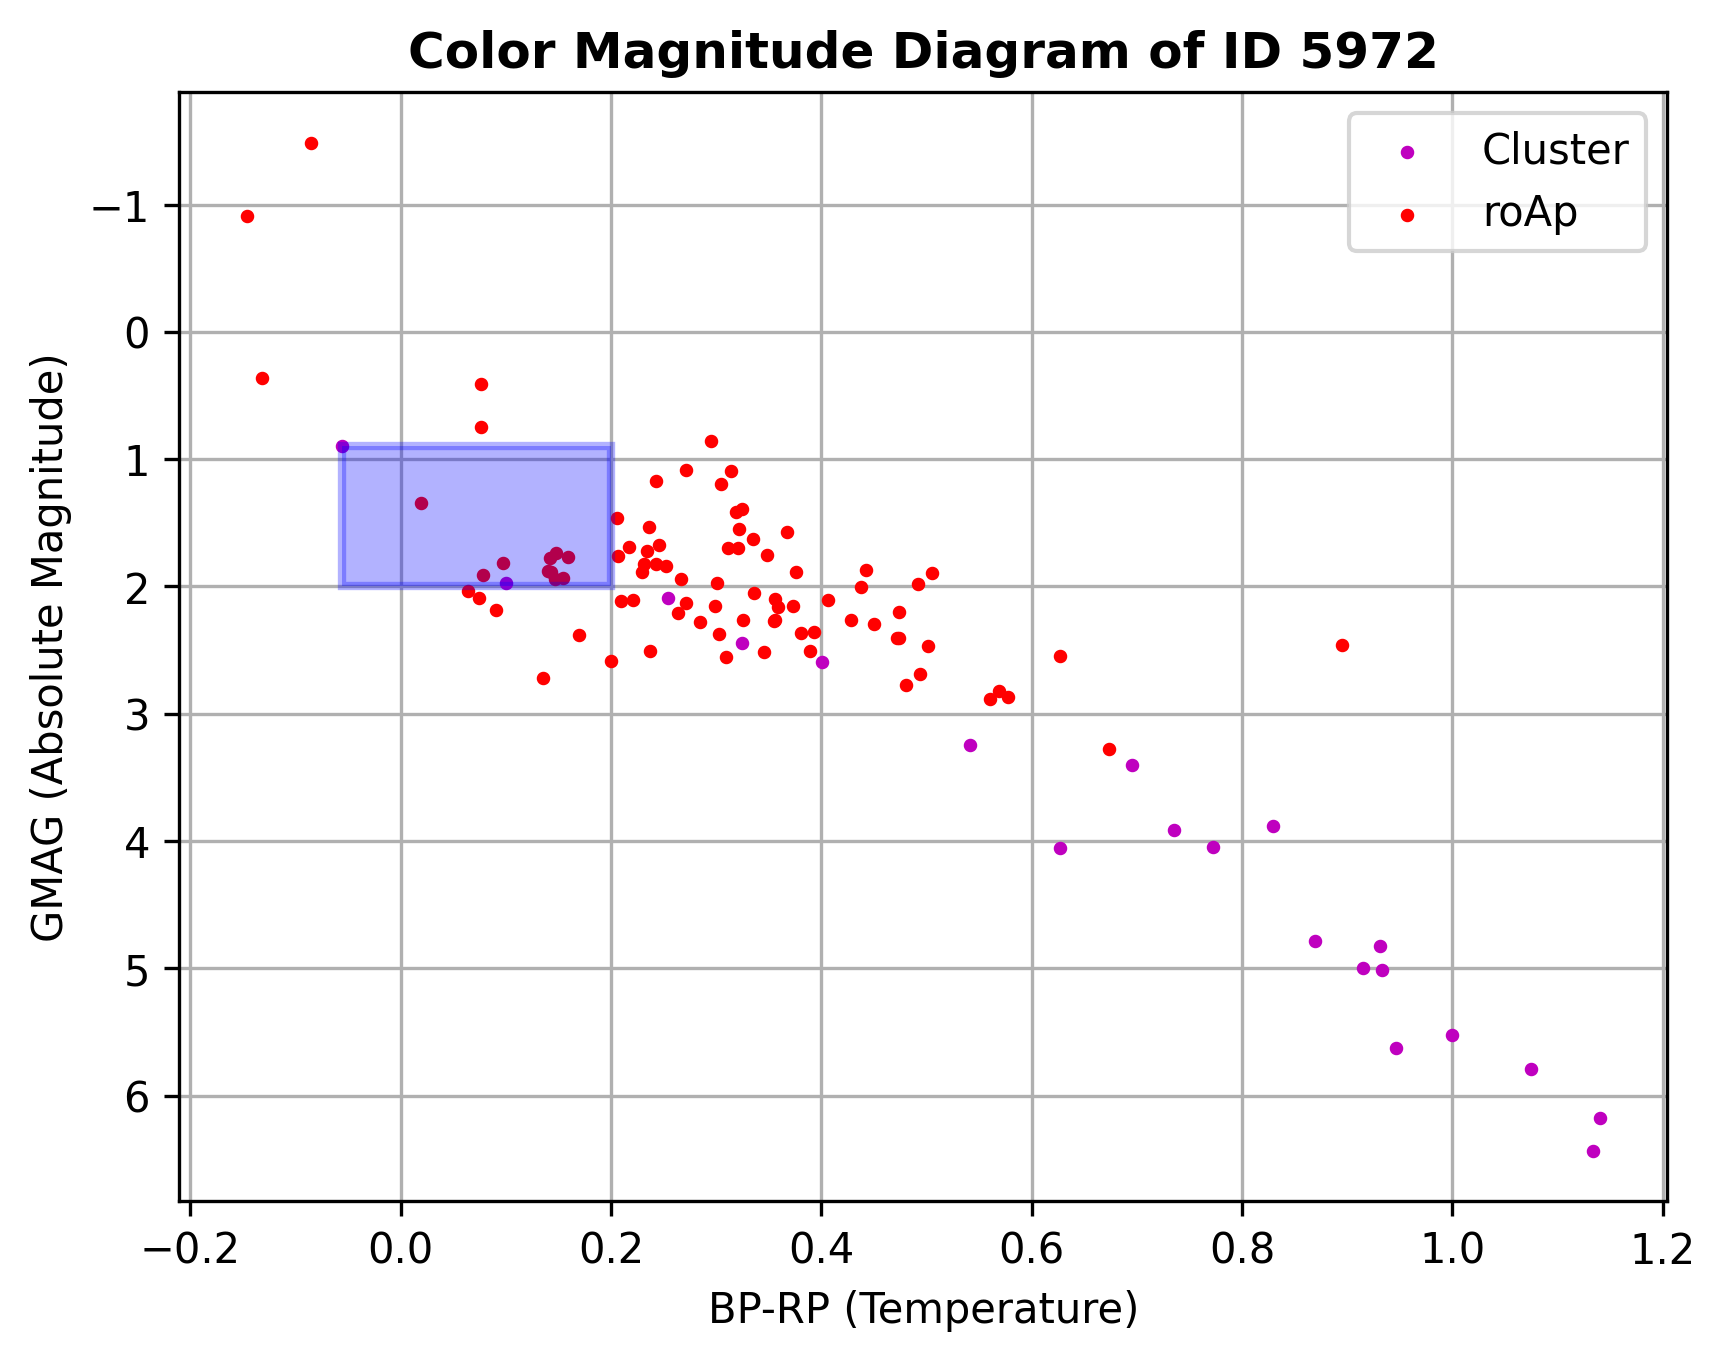 Color Magnitude Diagram of ID 5972
Cluster
roAp
GMAG (Absolute Magnitude)
−1
0
1
2
3
4
5
6
−0.2 0.0 0.2 0.4 0.6 0.8 1.0 1.2
BP-RP (Temperature)